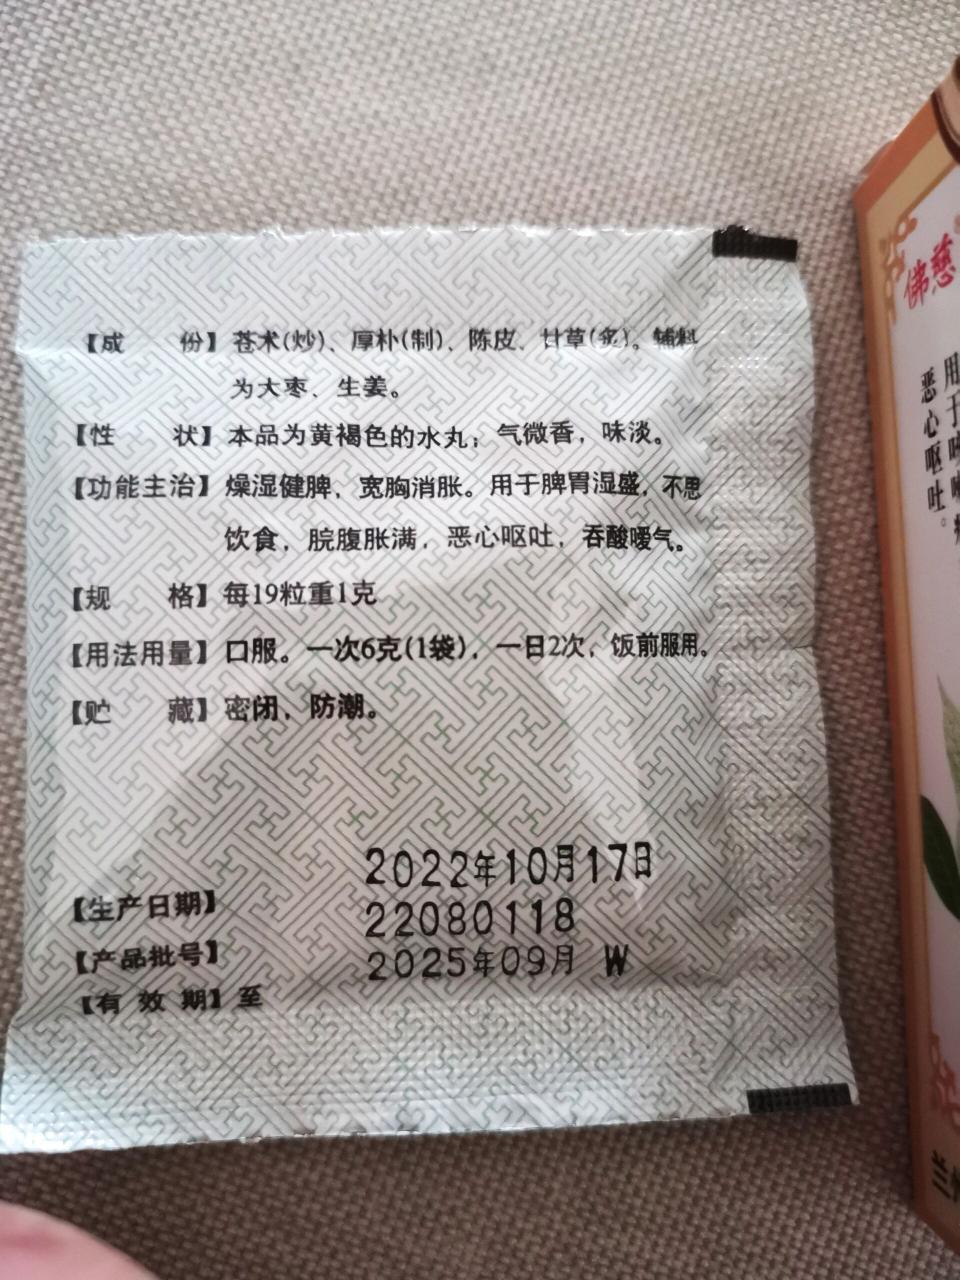 【成　份】苍术(炒)、厚朴(制)、陈皮、甘草(炙)。辅料
为大枣、生姜。
【性　状】本品为黄褐色的水丸；气微香，味淡。
【功能主治】燥湿健脾，宽胸消胀。用于脾胃湿盛，不思
饮食，脘腹胀满，恶心呕吐，吞酸嗳气。
【规　格】每19粒重1克
【用法用量】口服。一次6克(1袋)，一日2次，饭前服用。
【贮　藏】密闭，防潮。
2022年10月17日
【生产日期】
22080118
【产品批号】
2025年09月 W
【有效期】至
佛慈
用于
恶心呕吐。
兰